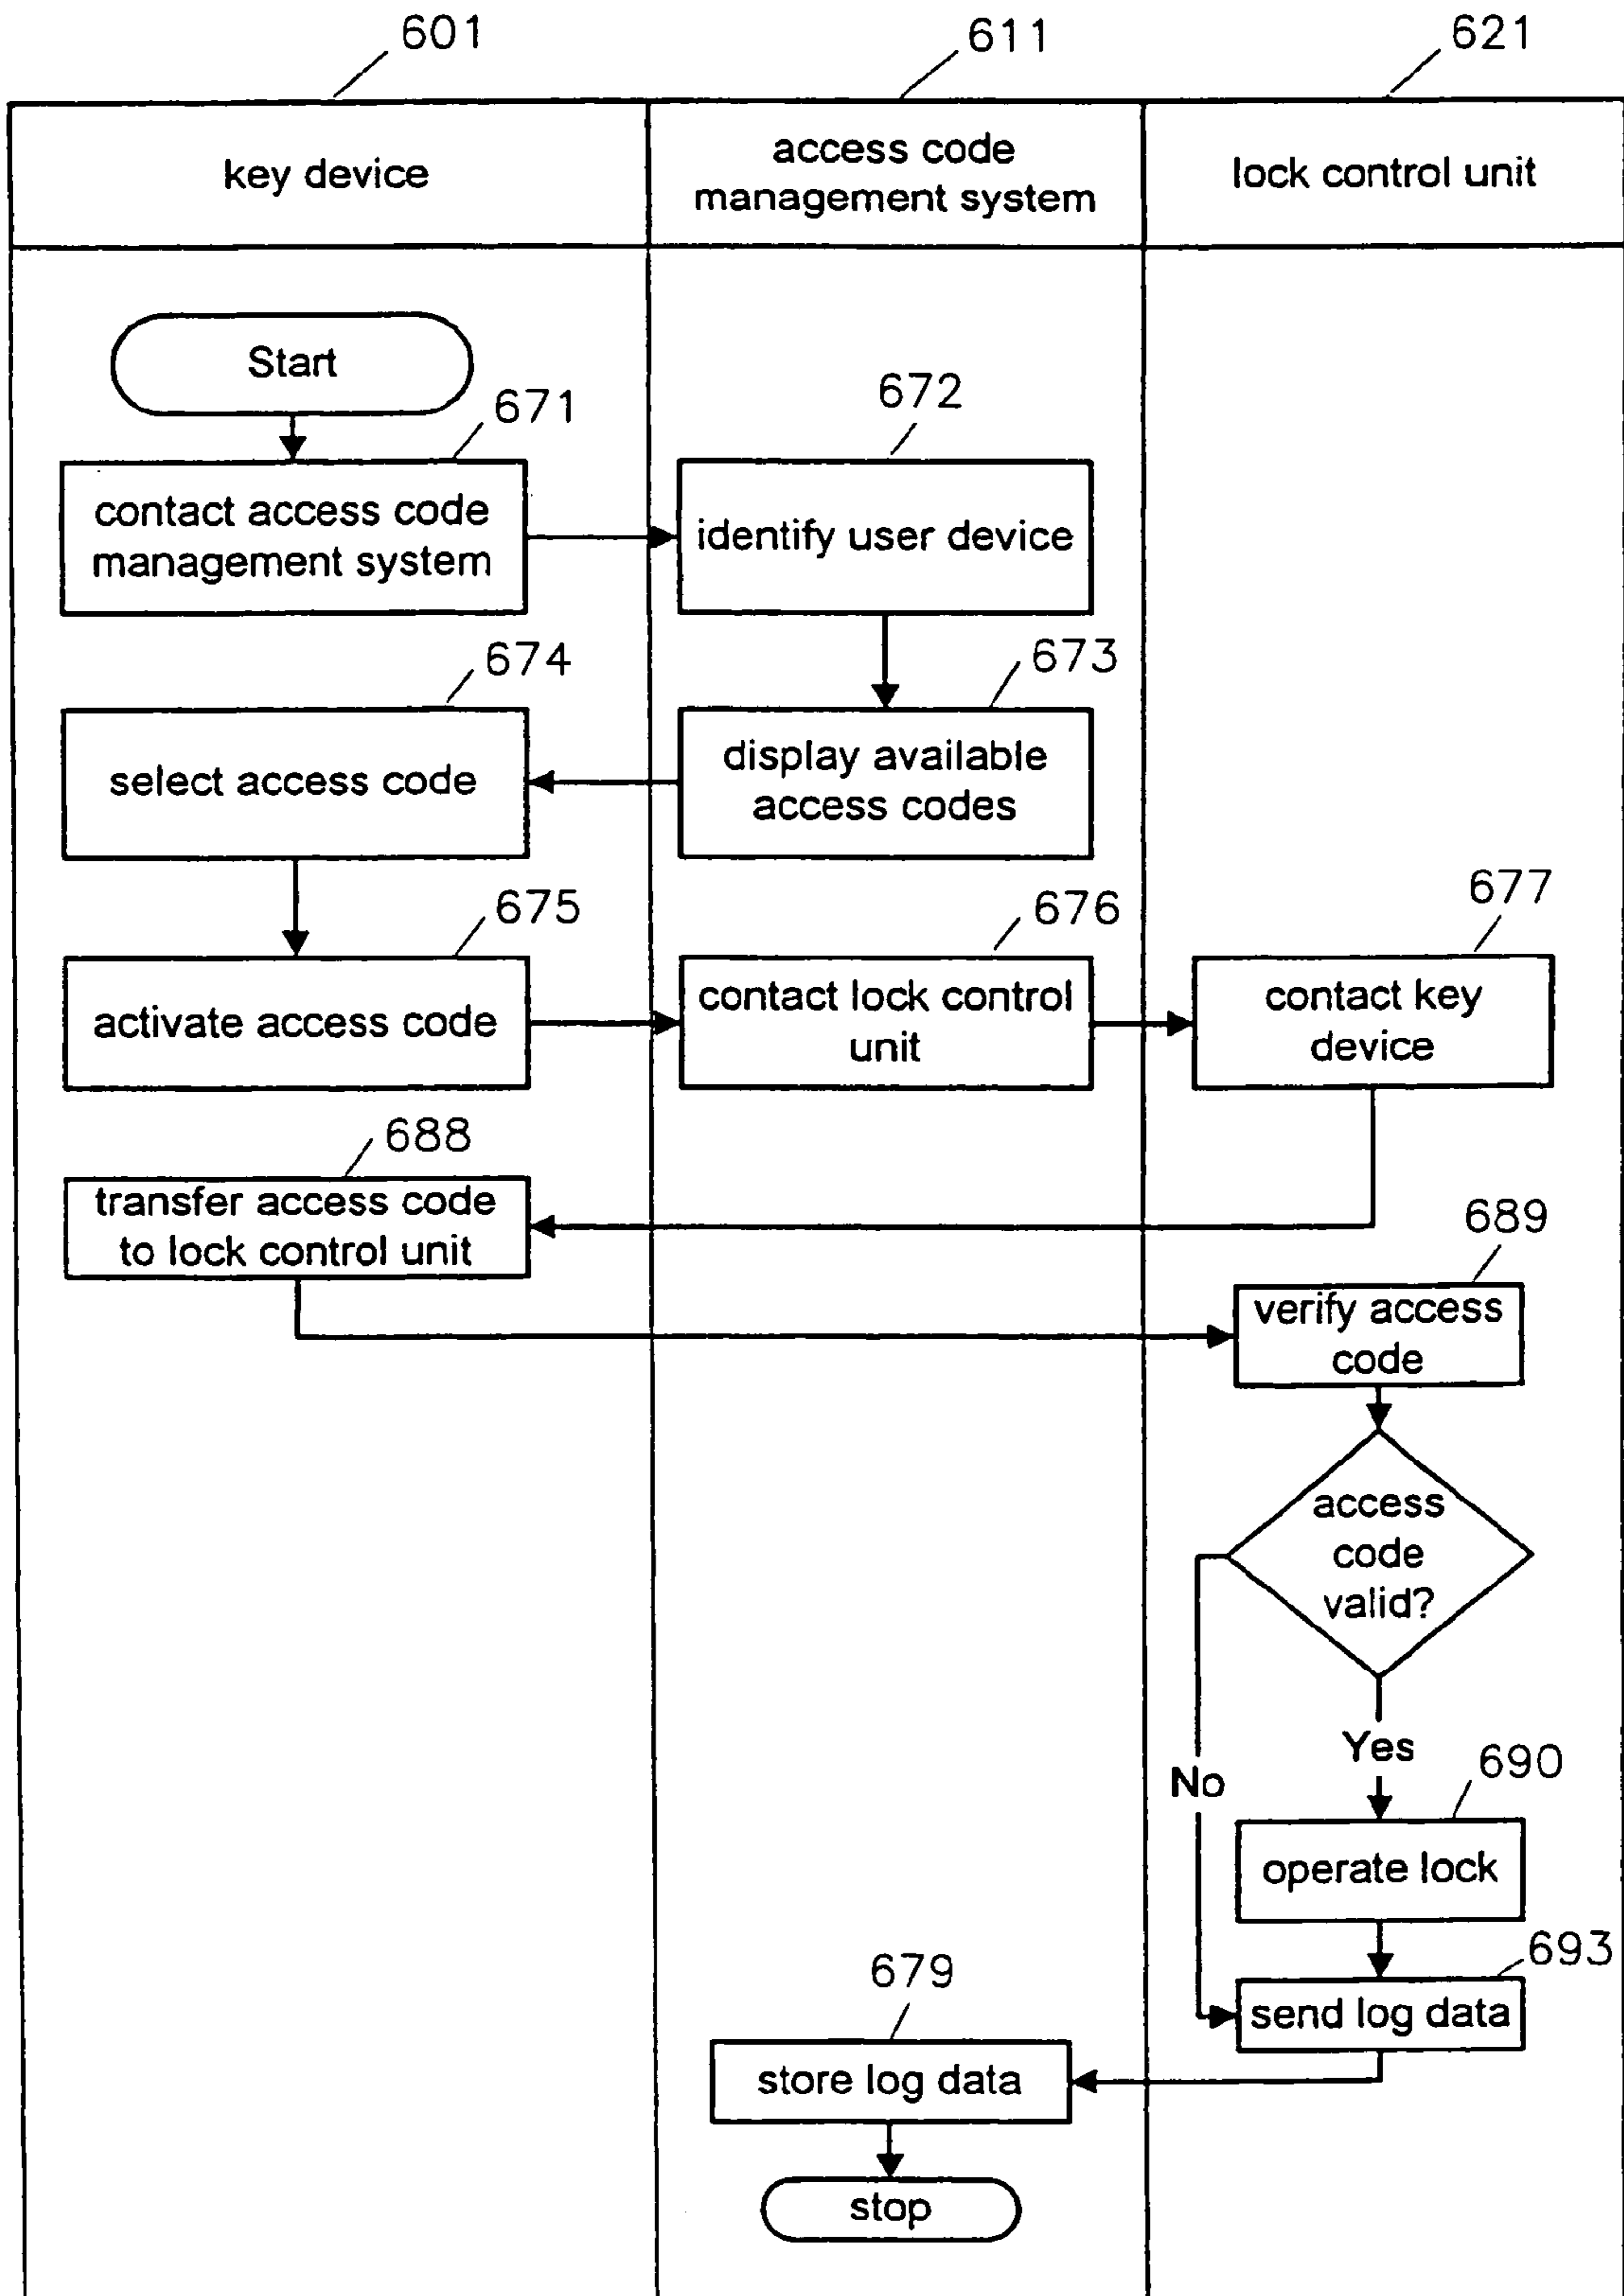 601
611
621
key device
access code
management system
lock control unit
Start
671
672
contact access code
management system
identify user device
674
673
select access code
display available
access codes
675
676
677
activate access code
contact lock control
unit
contact key
device
688
transfer access code
to lock control unit
689
verify access
code
access
code
valid?
Yes
No
690
operate lock
693
send log data
679
store log data
stop